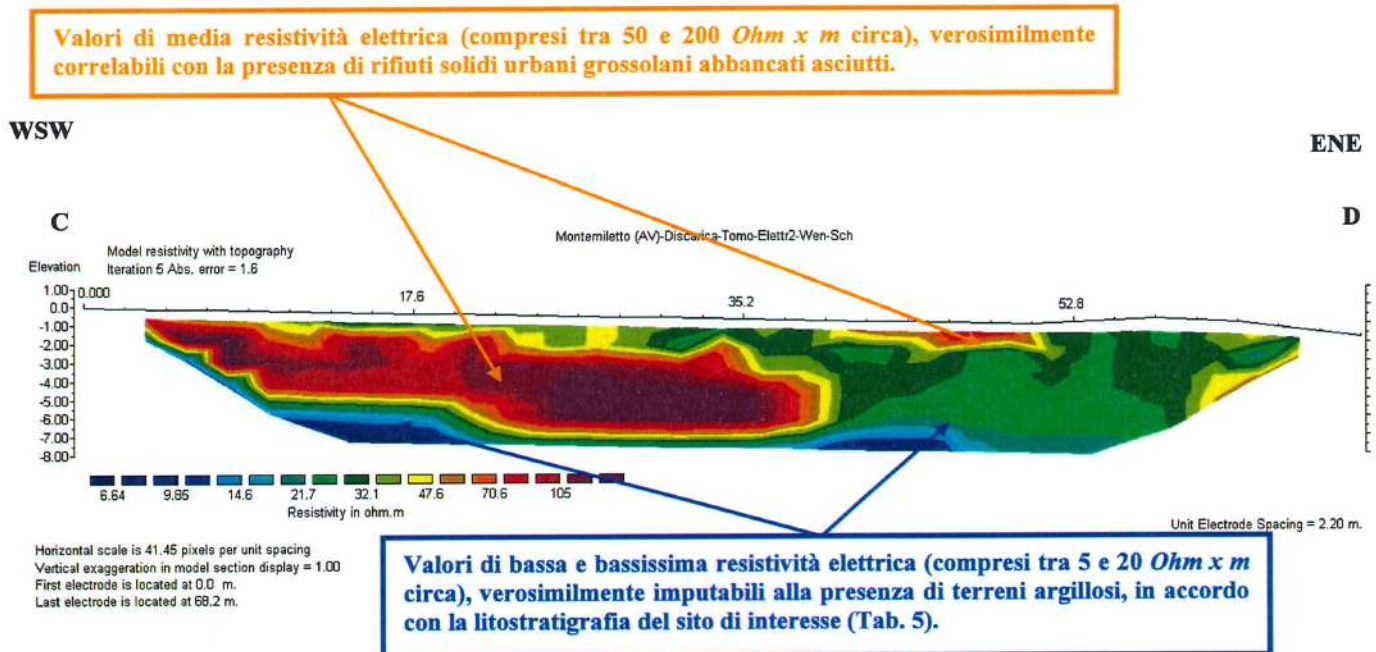 Valori di media resistività elettrica (compresi tra 50 e 200 Ohm x m circa), verosimilmente
correlabili con la presenza di rifiuti solidi urbani grossolani abbancati asciutti.
WSW
ENE
C
D
Model resistivity with topography
Montemiletto (AV)-Discarica-Tomo-Elettr2-Wen-Sch
Elevation
Iteration 5 Abs. error = 1.6
1.00
0.000
17.6
35.2
52.8
0.0
-1.00
-2.00
-3.00
-4.00
-5.00
-6.00
-7.00
-8.00
6.64 9.85 14.6 21.7 32.1 47.6 70.6 105
Resistivity in ohm.m
Unit Electrode Spacing = 2.20 m.
Horizontal scale is 41.45 pixels per unit spacing
Vertical exaggeration in model section display = 1.00
First electrode is located at 0.0 m.
Last electrode is located at 68.2 m.
Valori di bassa e bassissima resistività elettrica (compresi tra 5 e 20 Ohm x m
circa), verosimilmente imputabili alla presenza di terreni argillosi, in accordo
con la litostratigrafia del sito di interesse (Tab. 5).